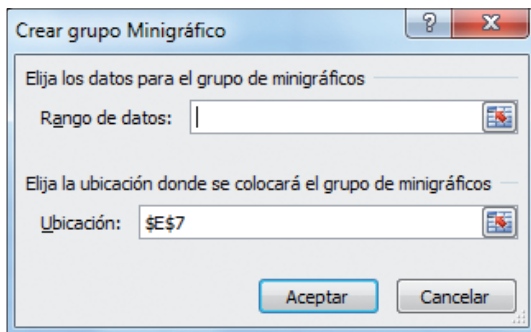 Crear grupo Minigráfico
Elija los datos para el grupo de minigráficos
Rango de datos:
Elija la ubicación donde se colocará el grupo de minigráficos
Ubicación: $E$7
Aceptar Cancelar